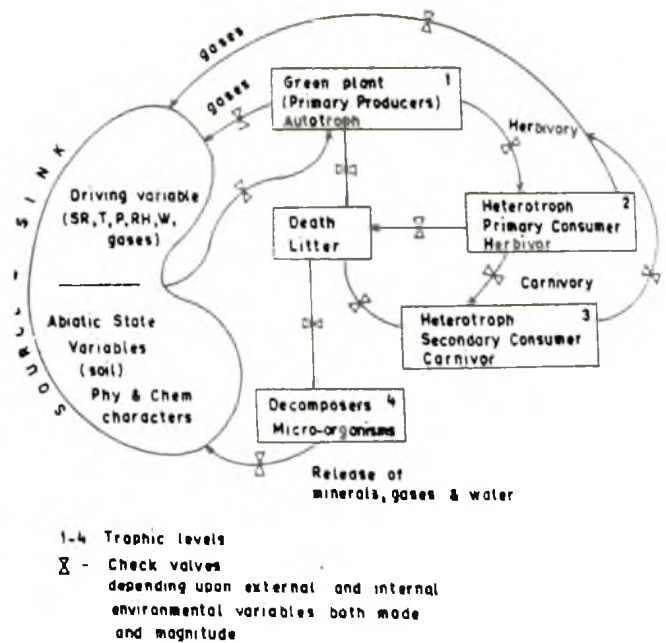 gases
gases
Green plant 1
(Primary Producers)
Autotroph
Herbivory
SOURCE - SINK
Driving variable
(SR,T,P,RH,W,
gases)
Death
Litter
Heterotroph 2
Primary Consumer
Herbivor
Carnivory
Abiatic State
Variables
(soil)
Phy & Chem
characters
Heterotroph 3
Secondary Consumer
Carnivor
Decomposers 4
Micro-organisms
Release of
minerals, gases & water
1-4 Trophic levels
- Check valves
depending upon external and internal
environmental variables both mode
and magnitude